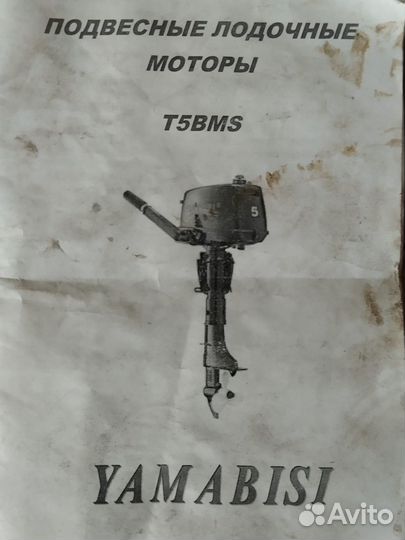 ПОДВЕСНЫЕ ЛОДОЧНЫЕ
МОТОРЫ
T5BMS
5
YAMABISI
Avito